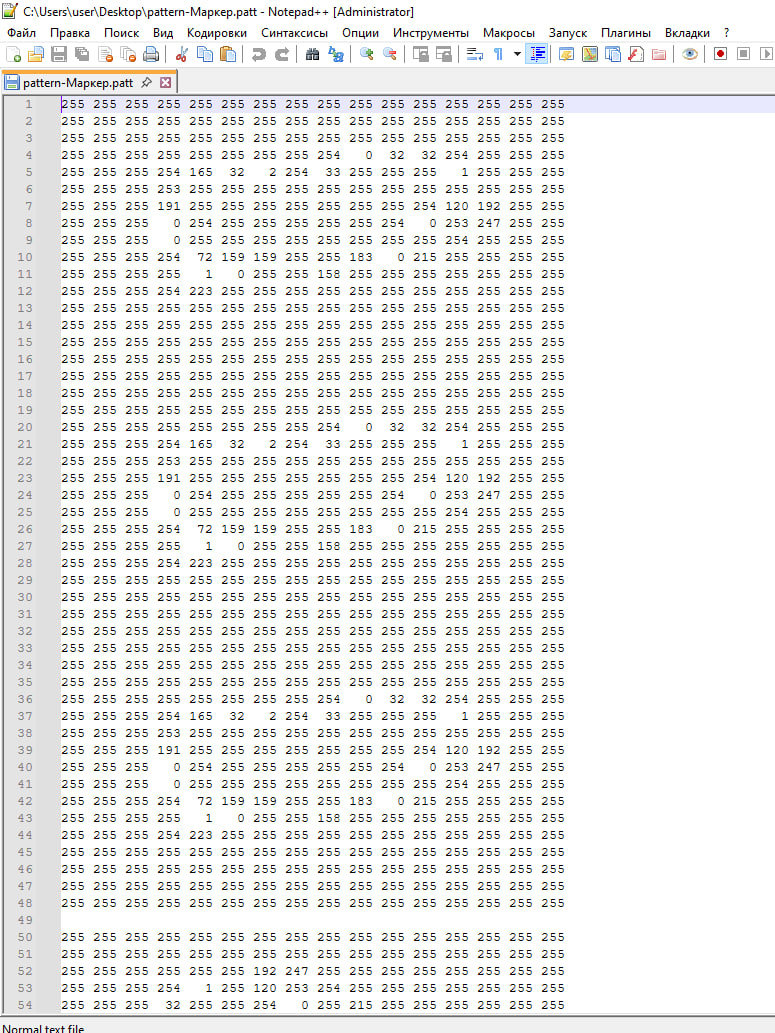 C:\Users\user\Desktop\pattern-Маркер.patt - Notepad++ [Administrator]
Файл Правка Поиск Вид Кодировки Синтаксисы Опции Инструменты Макросы Запуск Плагины Вкладки ?
pattern-Маркер.patt
1 255 255 255 255 255 255 255 255 255 255 255 255 255 255 255 255
2 255 255 255 255 255 255 255 255 255 255 255 255 255 255 255 255
3 255 255 255 255 255 255 255 255 255 255 255 255 255 255 255 255
4 255 255 255 255 255 255 255 255 254 0 32 32 254 255 255 255
5 255 255 255 254 165 32 2 254 33 255 255 255 1 255 255 255
6 255 255 255 253 255 255 255 255 255 255 255 255 255 255 255 255
7 255 255 255 191 255 255 255 255 255 255 255 254 120 192 255 255
8 255 255 255 0 254 255 255 255 255 255 254 0 253 247 255 255
9 255 255 255 0 255 255 255 255 255 255 255 255 254 255 255 255
10 255 255 255 254 72 159 159 255 255 183 0 215 255 255 255 255
11 255 255 255 255 1 0 255 255 158 255 255 255 255 255 255 255
12 255 255 255 254 223 255 255 255 255 255 255 255 255 255 255 255
13 255 255 255 255 255 255 255 255 255 255 255 255 255 255 255 255
14 255 255 255 255 255 255 255 255 255 255 255 255 255 255 255 255
15 255 255 255 255 255 255 255 255 255 255 255 255 255 255 255 255
16 255 255 255 255 255 255 255 255 255 255 255 255 255 255 255 255
17 255 255 255 255 255 255 255 255 255 255 255 255 255 255 255 255
18 255 255 255 255 255 255 255 255 255 255 255 255 255 255 255 255
19 255 255 255 255 255 255 255 255 255 255 255 255 255 255 255 255
20 255 255 255 255 255 255 255 255 254 0 32 32 254 255 255 255
21 255 255 255 254 165 32 2 254 33 255 255 255 1 255 255 255
22 255 255 255 253 255 255 255 255 255 255 255 255 255 255 255 255
23 255 255 255 191 255 255 255 255 255 255 255 254 120 192 255 255
24 255 255 255 0 254 255 255 255 255 255 254 0 253 247 255 255
25 255 255 255 0 255 255 255 255 255 255 255 255 254 255 255 255
26 255 255 255 254 72 159 159 255 255 183 0 215 255 255 255 255
27 255 255 255 255 1 0 255 255 158 255 255 255 255 255 255 255
28 255 255 255 254 223 255 255 255 255 255 255 255 255 255 255 255
29 255 255 255 255 255 255 255 255 255 255 255 255 255 255 255 255
30 255 255 255 255 255 255 255 255 255 255 255 255 255 255 255 255
31 255 255 255 255 255 255 255 255 255 255 255 255 255 255 255 255
32 255 255 255 255 255 255 255 255 255 255 255 255 255 255 255 255
33 255 255 255 255 255 255 255 255 255 255 255 255 255 255 255 255
34 255 255 255 255 255 255 255 255 255 255 255 255 255 255 255 255
35 255 255 255 255 255 255 255 255 255 255 255 255 255 255 255 255
36 255 255 255 255 255 255 255 255 254 0 32 32 254 255 255 255
37 255 255 255 254 165 32 2 254 33 255 255 255 1 255 255 255
38 255 255 255 253 255 255 255 255 255 255 255 255 255 255 255 255
39 255 255 255 191 255 255 255 255 255 255 255 254 120 192 255 255
40 255 255 255 0 254 255 255 255 255 255 254 0 253 247 255 255
41 255 255 255 0 255 255 255 255 255 255 255 255 254 255 255 255
42 255 255 255 254 72 159 159 255 255 183 0 215 255 255 255 255
43 255 255 255 255 1 0 255 255 158 255 255 255 255 255 255 255
44 255 255 255 254 223 255 255 255 255 255 255 255 255 255 255 255
45 255 255 255 255 255 255 255 255 255 255 255 255 255 255 255 255
46 255 255 255 255 255 255 255 255 255 255 255 255 255 255 255 255
47 255 255 255 255 255 255 255 255 255 255 255 255 255 255 255 255
48 255 255 255 255 255 255 255 255 255 255 255 255 255 255 255 255
49
50 255 255 255 255 255 255 255 255 255 255 255 255 255 255 255 255
51 255 255 255 255 255 255 255 255 255 255 255 255 255 255 255 255
52 255 255 255 255 255 255 192 247 255 255 255 255 255 255 255 255
53 255 255 255 254 1 255 120 253 254 255 255 255 255 255 255 255
54 255 255 255 32 255 255 254 0 255 215 255 255 255 255 255 255
Normal text file